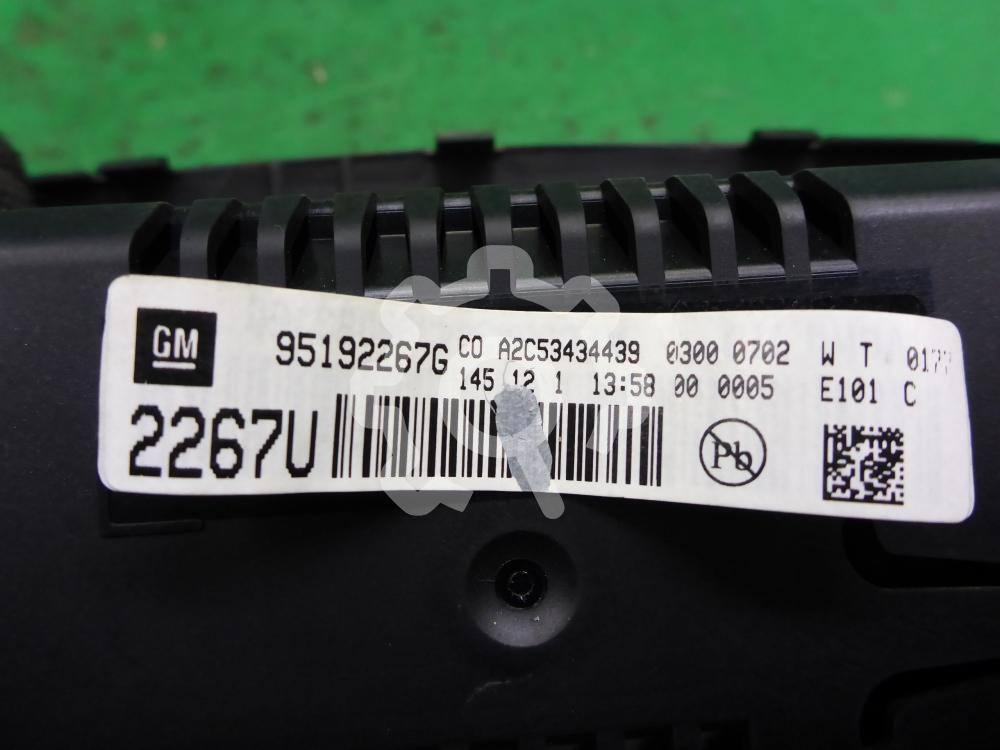 GM 95192267G CO A2C53434439 0300 0702 W T
145 12 1 13:58 00 0005 E101 C
2267U
Pb